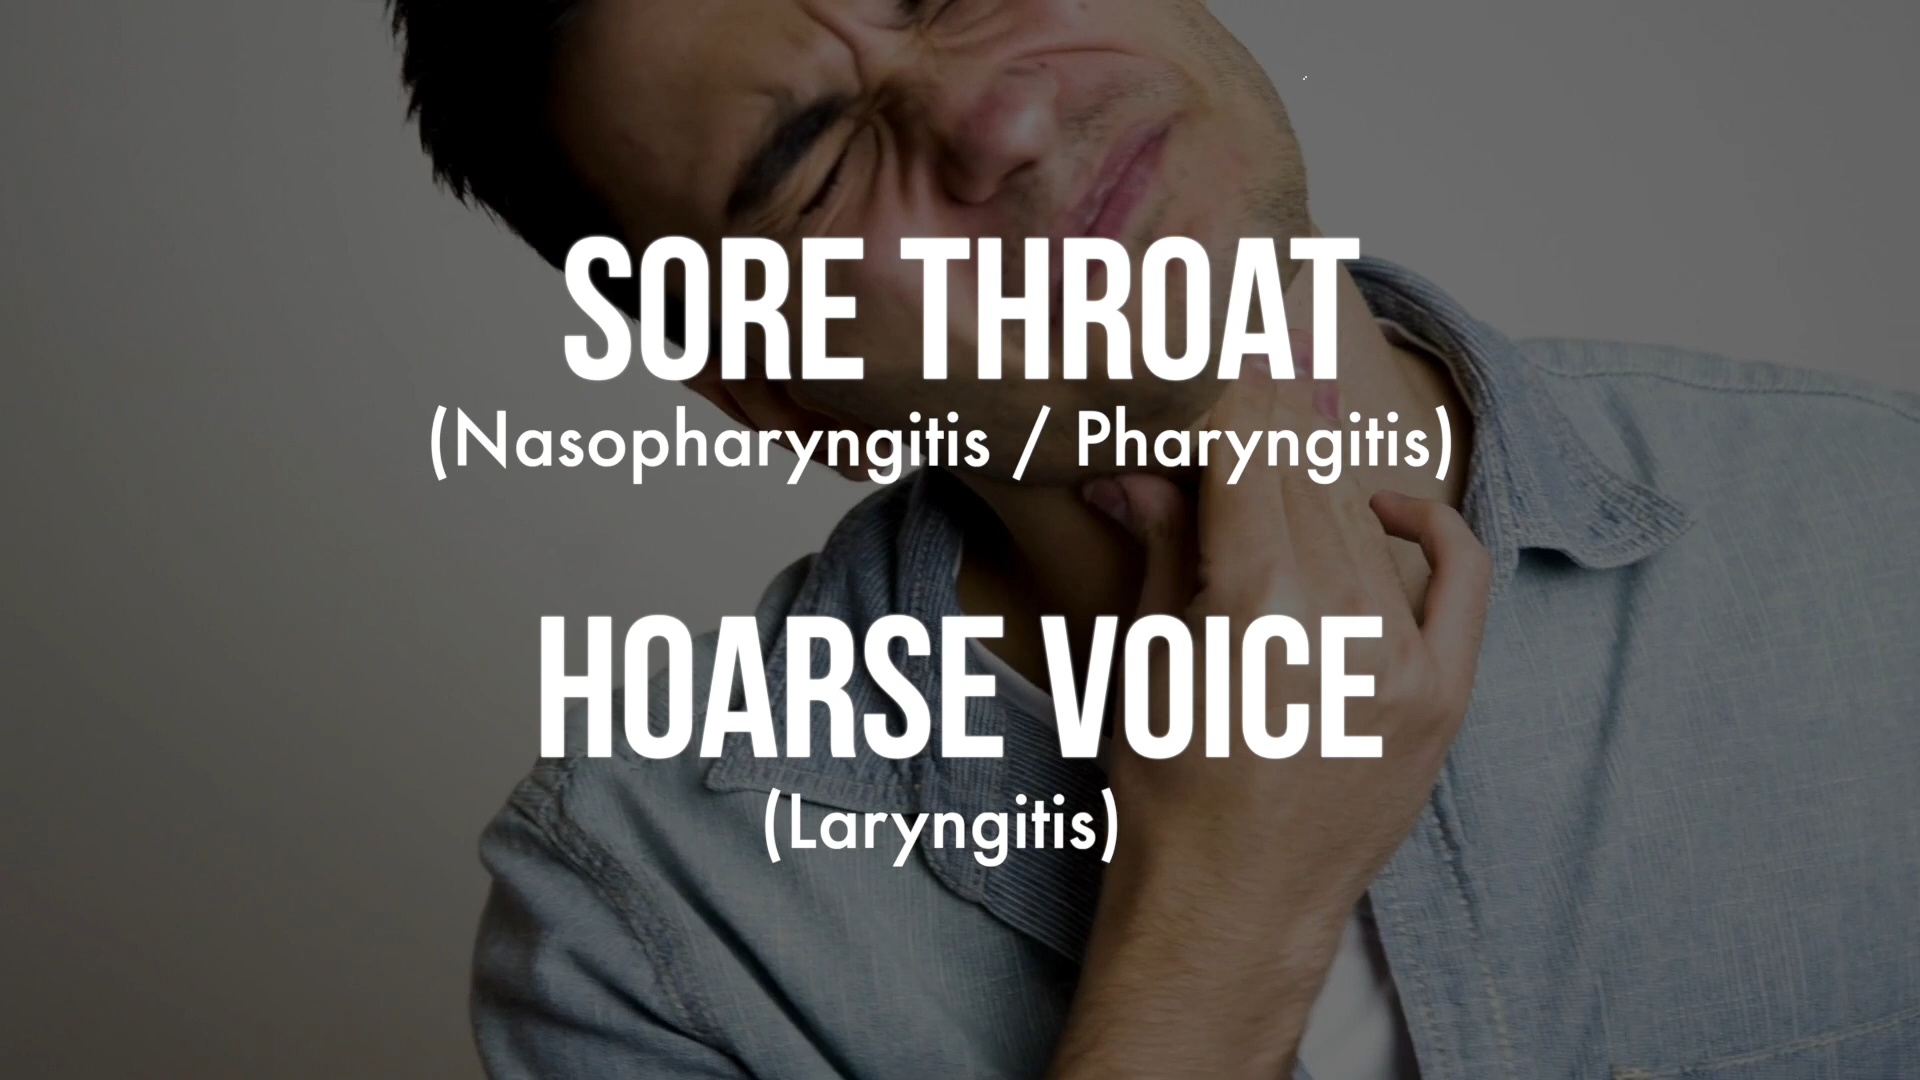 SORE THROAT
(Nasopharyngitis / Pharyngitis)
HOARSE VOICE
(Laryngitis)